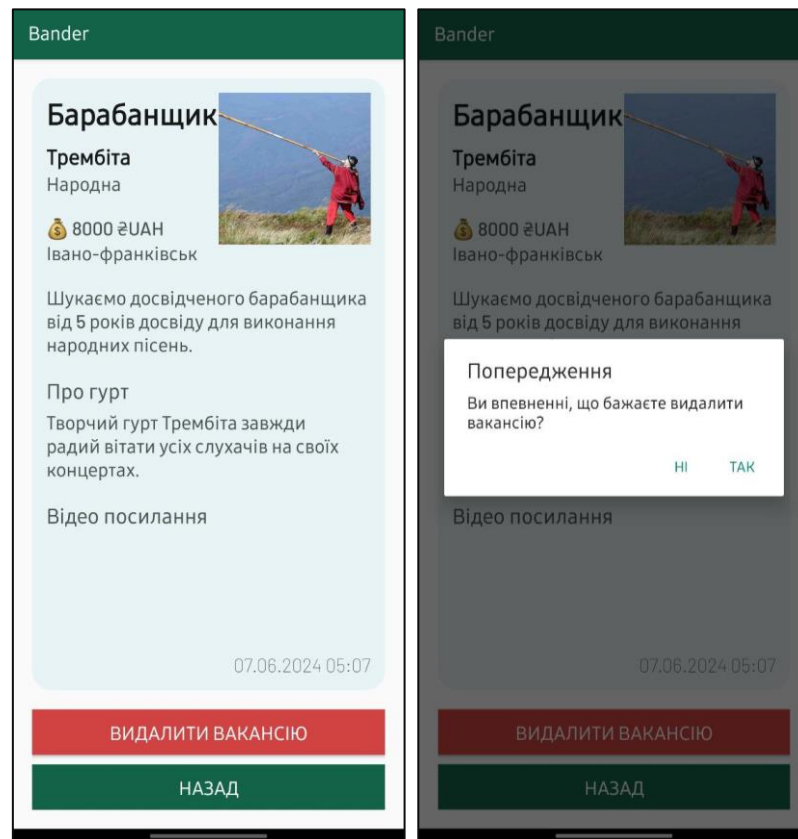 Bander
Барабанщик
Трембіта
Народна
💰 8000 ₴UAH
Івано-франківськ
Шукаємо досвідченого барабанщика
від 5 років досвіду для виконання
народних пісень.
Про гурт
Творчий гурт Трембіта завжди
радий вітати усіх слухачів на своїх
концертах.
Відео посилання
07.06.2024 05:07
ВИДАЛИТИ ВАКАНСІЮ
НАЗАД
Bander
Барабанщик
Трембіта
Народна
💰 8000 ₴UAH
Івано-франківськ
Шукаємо досвідченого барабанщика
від 5 років досвіду для виконання
Попередження
Ви впевненні, що бажаєте видалити
вакансію?
НІ ТАК
Відео посилання
07.06.2024 05:07
ВИДАЛИТИ ВАКАНСІЮ
НАЗАД